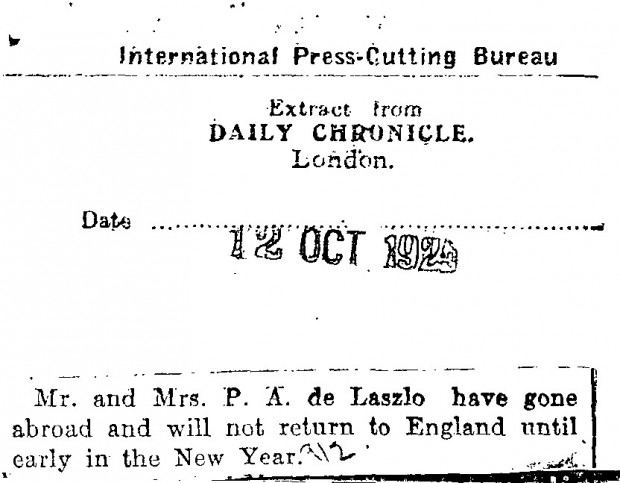 International Press-Cutting Bureau
Extract from
DAILY CHRONICLE.
London.
Date
12 OCT
Mr. and Mrs. P. A. de Laszlo have gone
abroad and will not return to England until
early in the New Year.